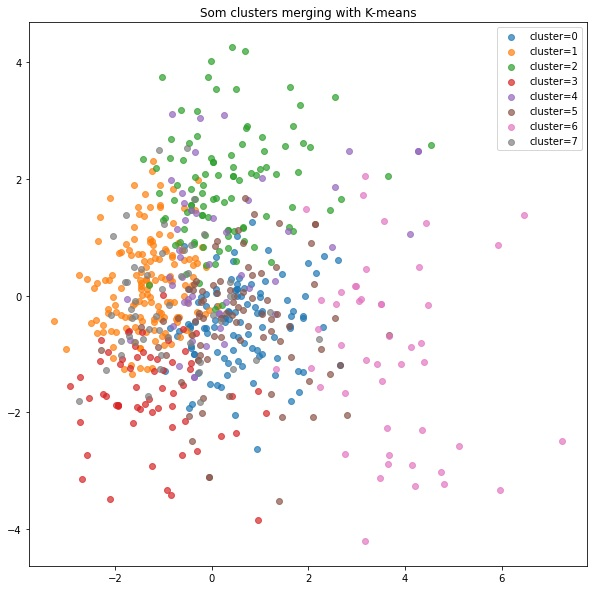 Som clusters merging with K-means
cluster=0
cluster=1
cluster=2
cluster=3
cluster=4
cluster=5
cluster=6
cluster=7
4
2
0
−2
−4
−2
0
2
4
6